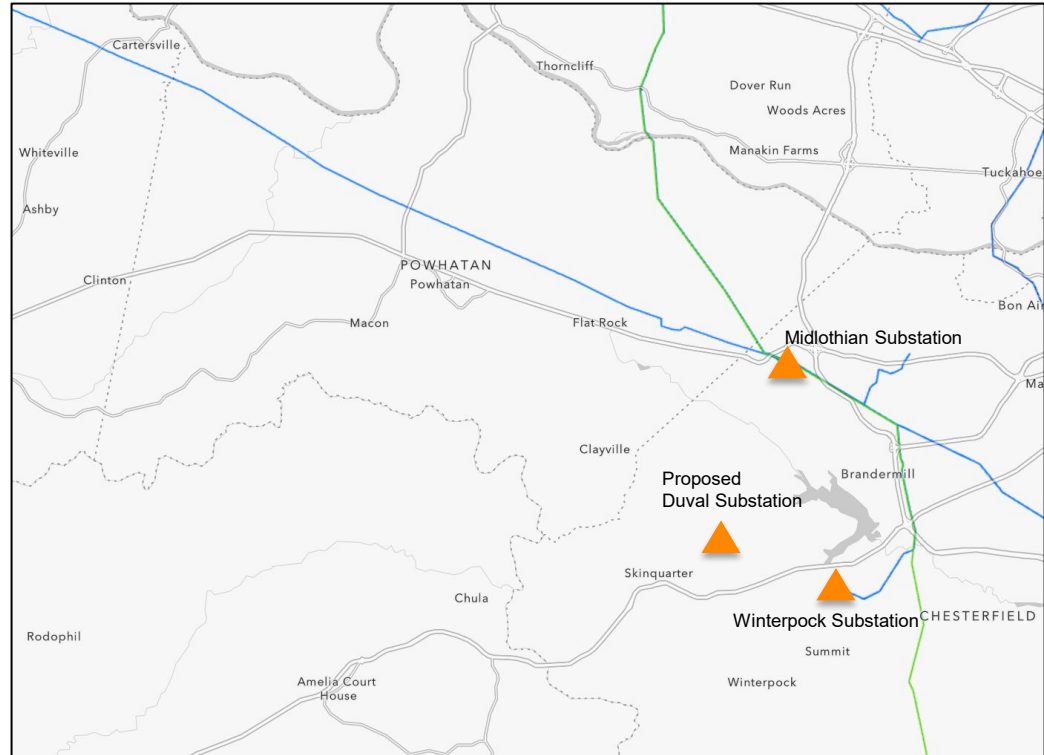 Cartersville
Thorncliff
Dover Run
Woods Acres
Whiteville
Manakin Farms
Tuckahoe
Ashby
POWHATAN
Powhatan
Clinton
Bon Air
Macon
Flat Rock
Midlothian Substation
Ma
Clayville
Brandermill
Proposed
Duval Substation
Skinquarter
Chula
Winterpock Substation
CHESTERFIELD
Rodophil
Summit
Amelia Court
House
Winterpock